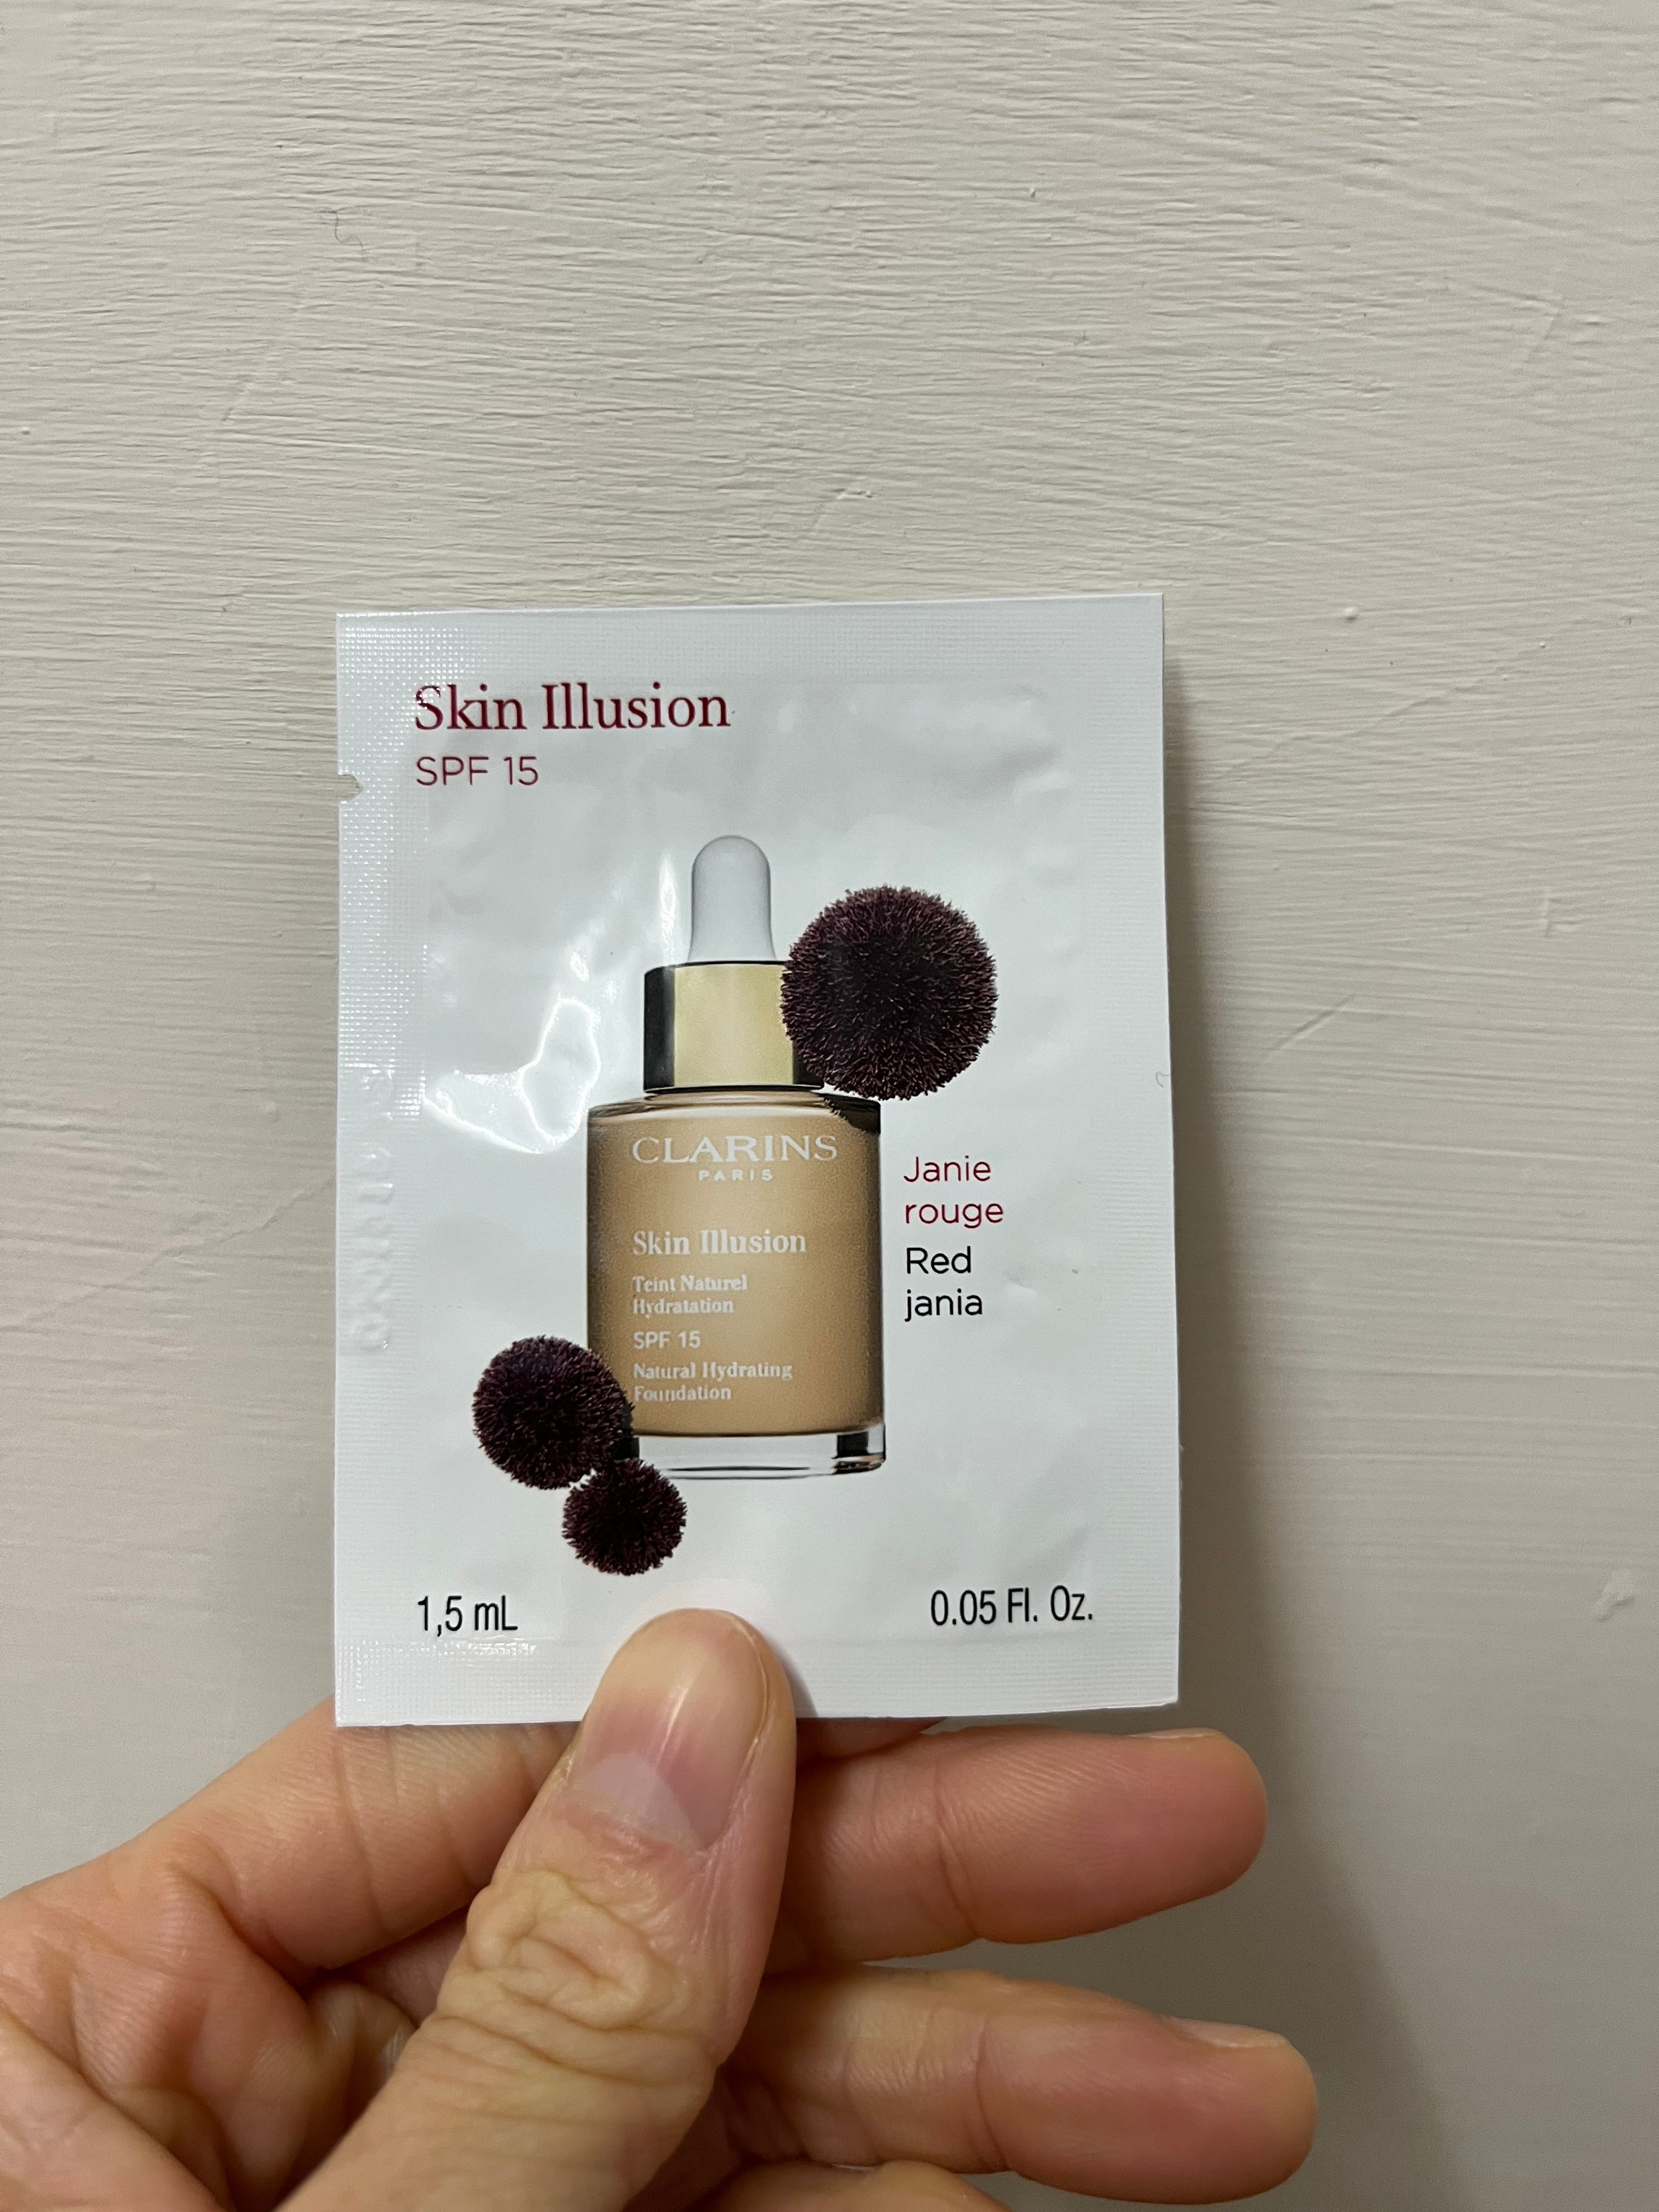 Skin Illusion
SPF 15
CLARINS
PARIS
Skin Illusion
Teint Naturel
Hydratation
SPF 15
Natural Hydrating
Foundation
Janie
rouge
Red
jania
1,5 mL
0.05 Fl. Oz.